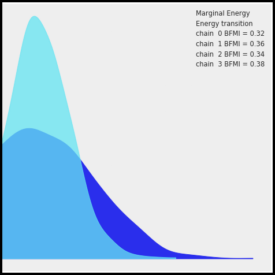 Marginal Energy
Energy transition
chain  0 BFMI = 0.32
chain  1 BFMI = 0.36
chain  2 BFMI = 0.34
chain  3 BFMI = 0.38